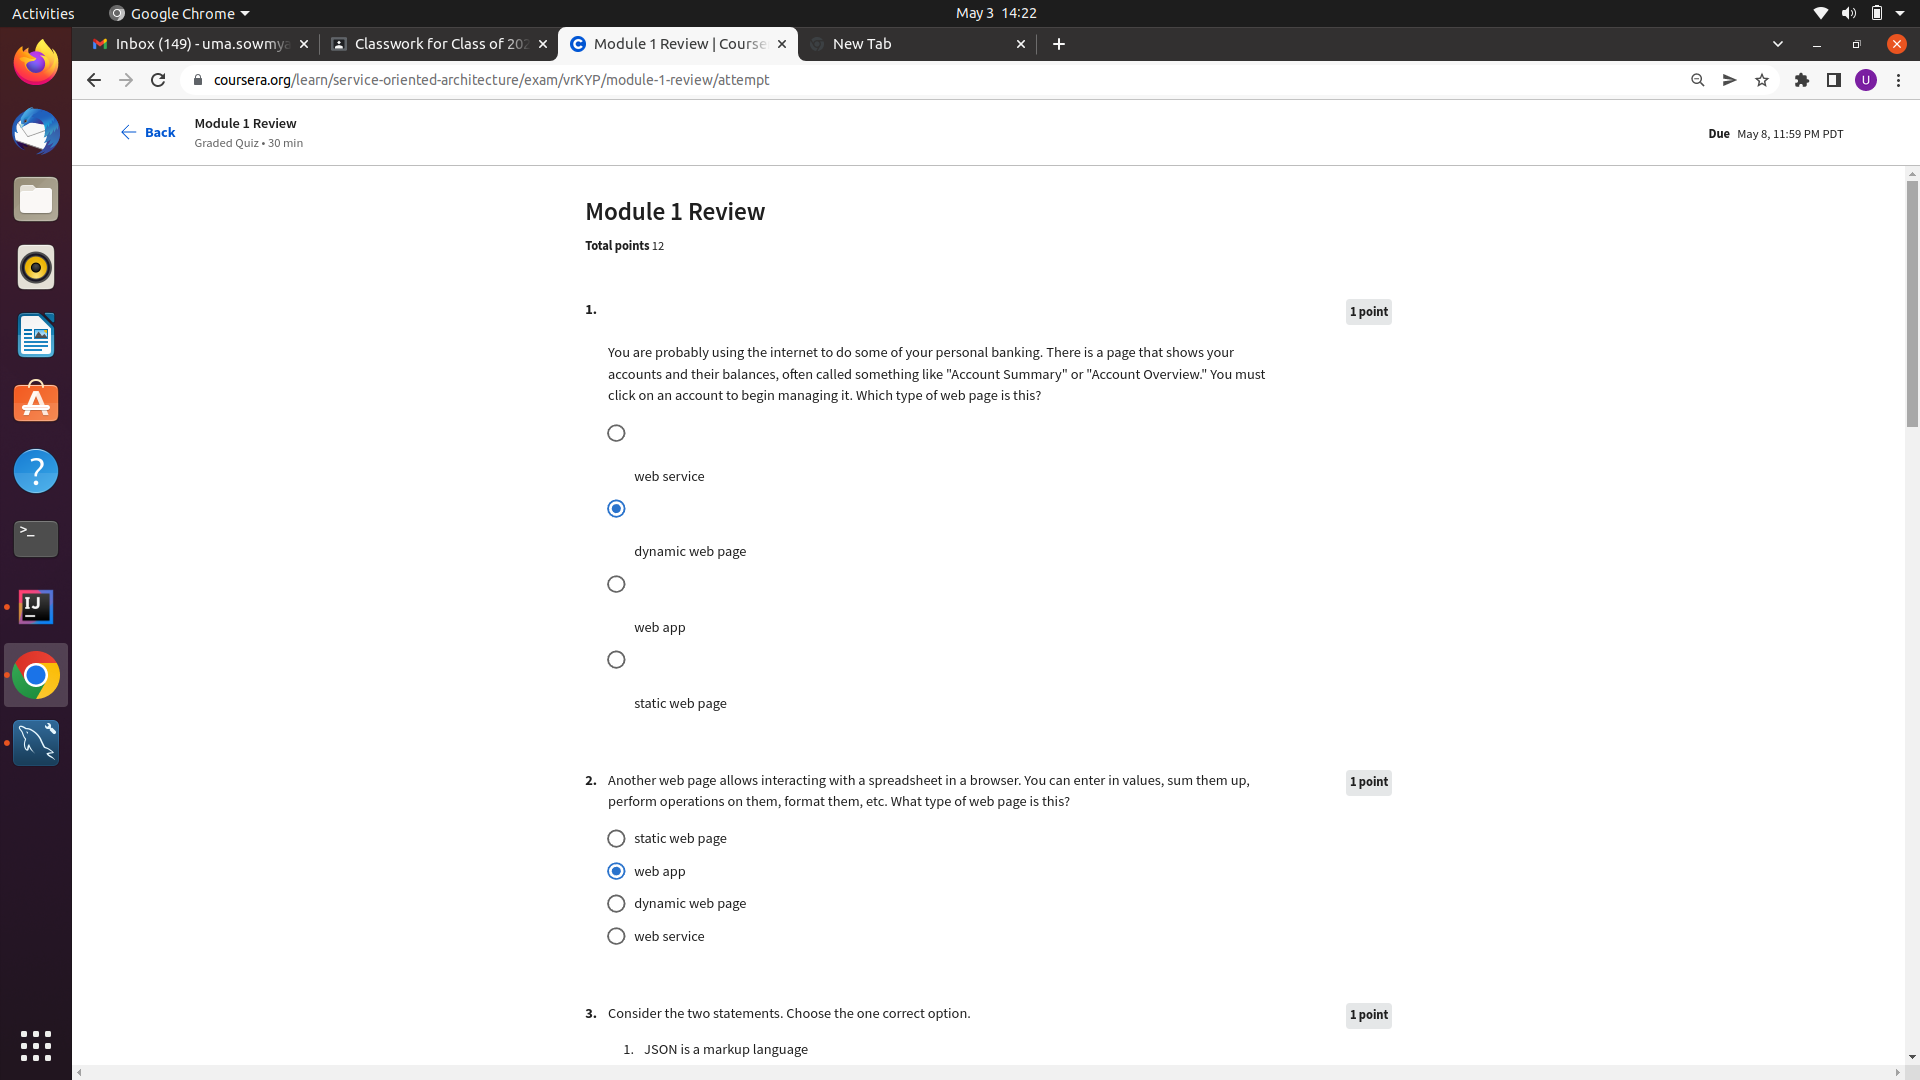 Activities
Google Chrome
May 3 14:22
Inbox (149) - uma.sowmya
Classwork for Class of 202
Module 1 Review | Course
New Tab
coursera.org/learn/service-oriented-architecture/exam/vrKYP/module-1-review/attempt
U
Back
Module 1 Review
Graded Quiz • 30 min
Due May 8, 11:59 PM PDT
Module 1 Review
Total points 12
1.
1 point
You are probably using the internet to do some of your personal banking. There is a page that shows your
accounts and their balances, often called something like "Account Summary" or "Account Overview." You must
click on an account to begin managing it. Which type of web page is this?
web service
dynamic web page
web app
static web page
2. Another web page allows interacting with a spreadsheet in a browser. You can enter in values, sum them up,
perform operations on them, format them, etc. What type of web page is this?
1 point
static web page
web app
dynamic web page
web service
3. Consider the two statements. Choose the one correct option.
1 point
1. JSON is a markup language